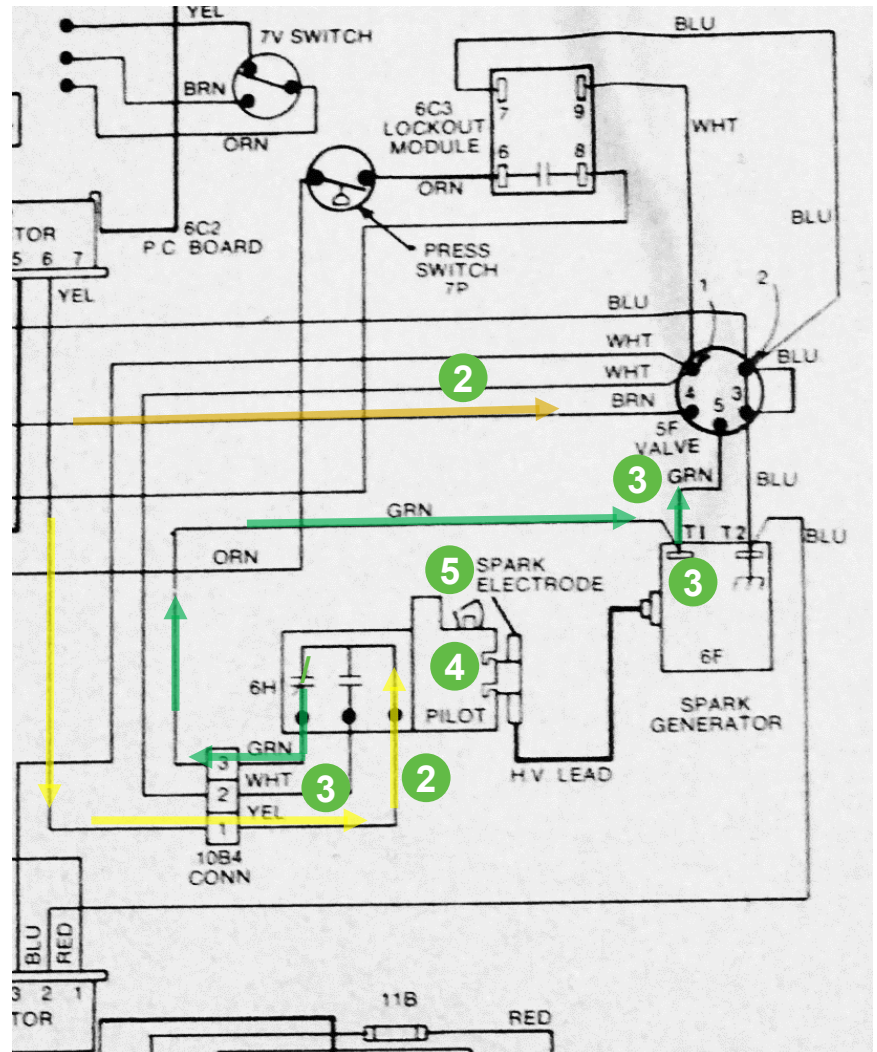 YEL
7V SWITCH
BLU
BRN
ORN
6C3
LOCKOUT
MODULE
7
9
6
8
WHT
ORN
BLU
TOR
6C2
P.C BOARD
5 6 7
YEL
PRESS
SWITCH
7P
BLU
1
2
WHT
BLU
2
WHT
4
5
3
BRN
5F
VALVE
3
GRN
BLU
GRN
T1 T2
BLU
ORN
5
SPARK
ELECTRODE
3
4
6H
6F
PILOT
SPARK
GENERATOR
GRN
3
WHT
2
3
2
YEL
1
H.V. LEAD
10B4
CONN
BLU
RED
3 2 1
TOR
11B
RED